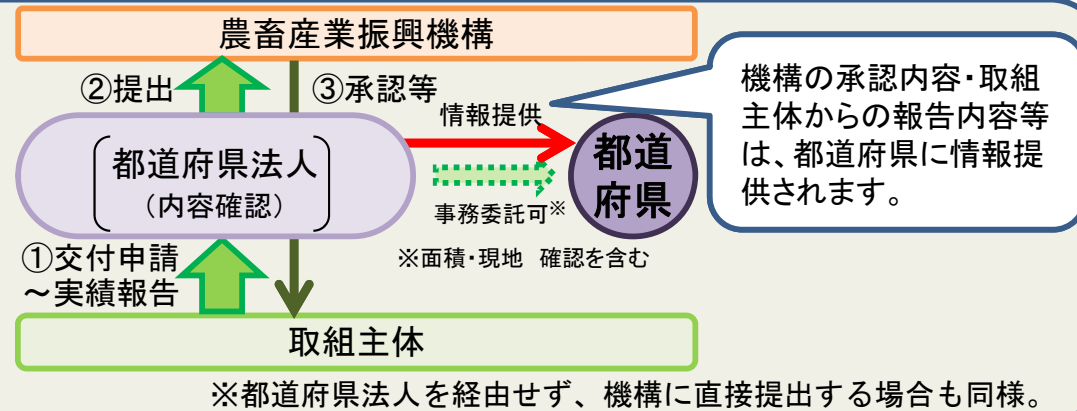 農畜産業振興機構
②提出
③承認等
情報提供
都道府県法人
（内容確認）
都道
府県
機構の承認内容・取組
主体からの報告内容等
は、都道府県に情報提
供されます。
事務委託可※
※面積・現地　確認を含む
①交付申請
～実績報告
取組主体
※都道府県法人を経由せず、機構に直接提出する場合も同様。